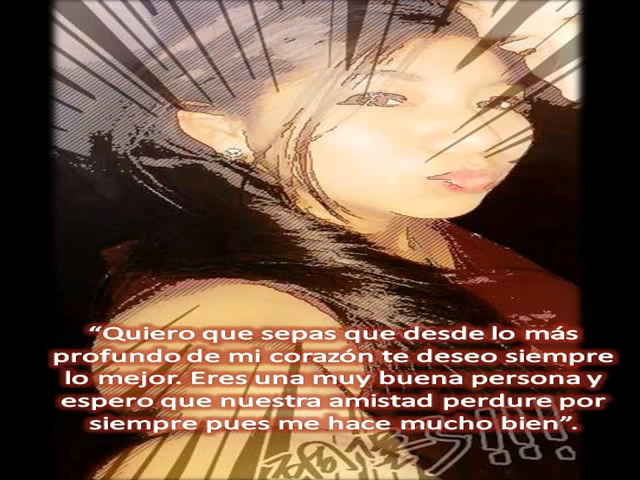 “Quiero que sepas que desde lo más
profundo de mi corazón te deseo siempre
lo mejor. Eres una muy buena persona y
espero que nuestra amistad perdure por
siempre pues me hace mucho bien”.